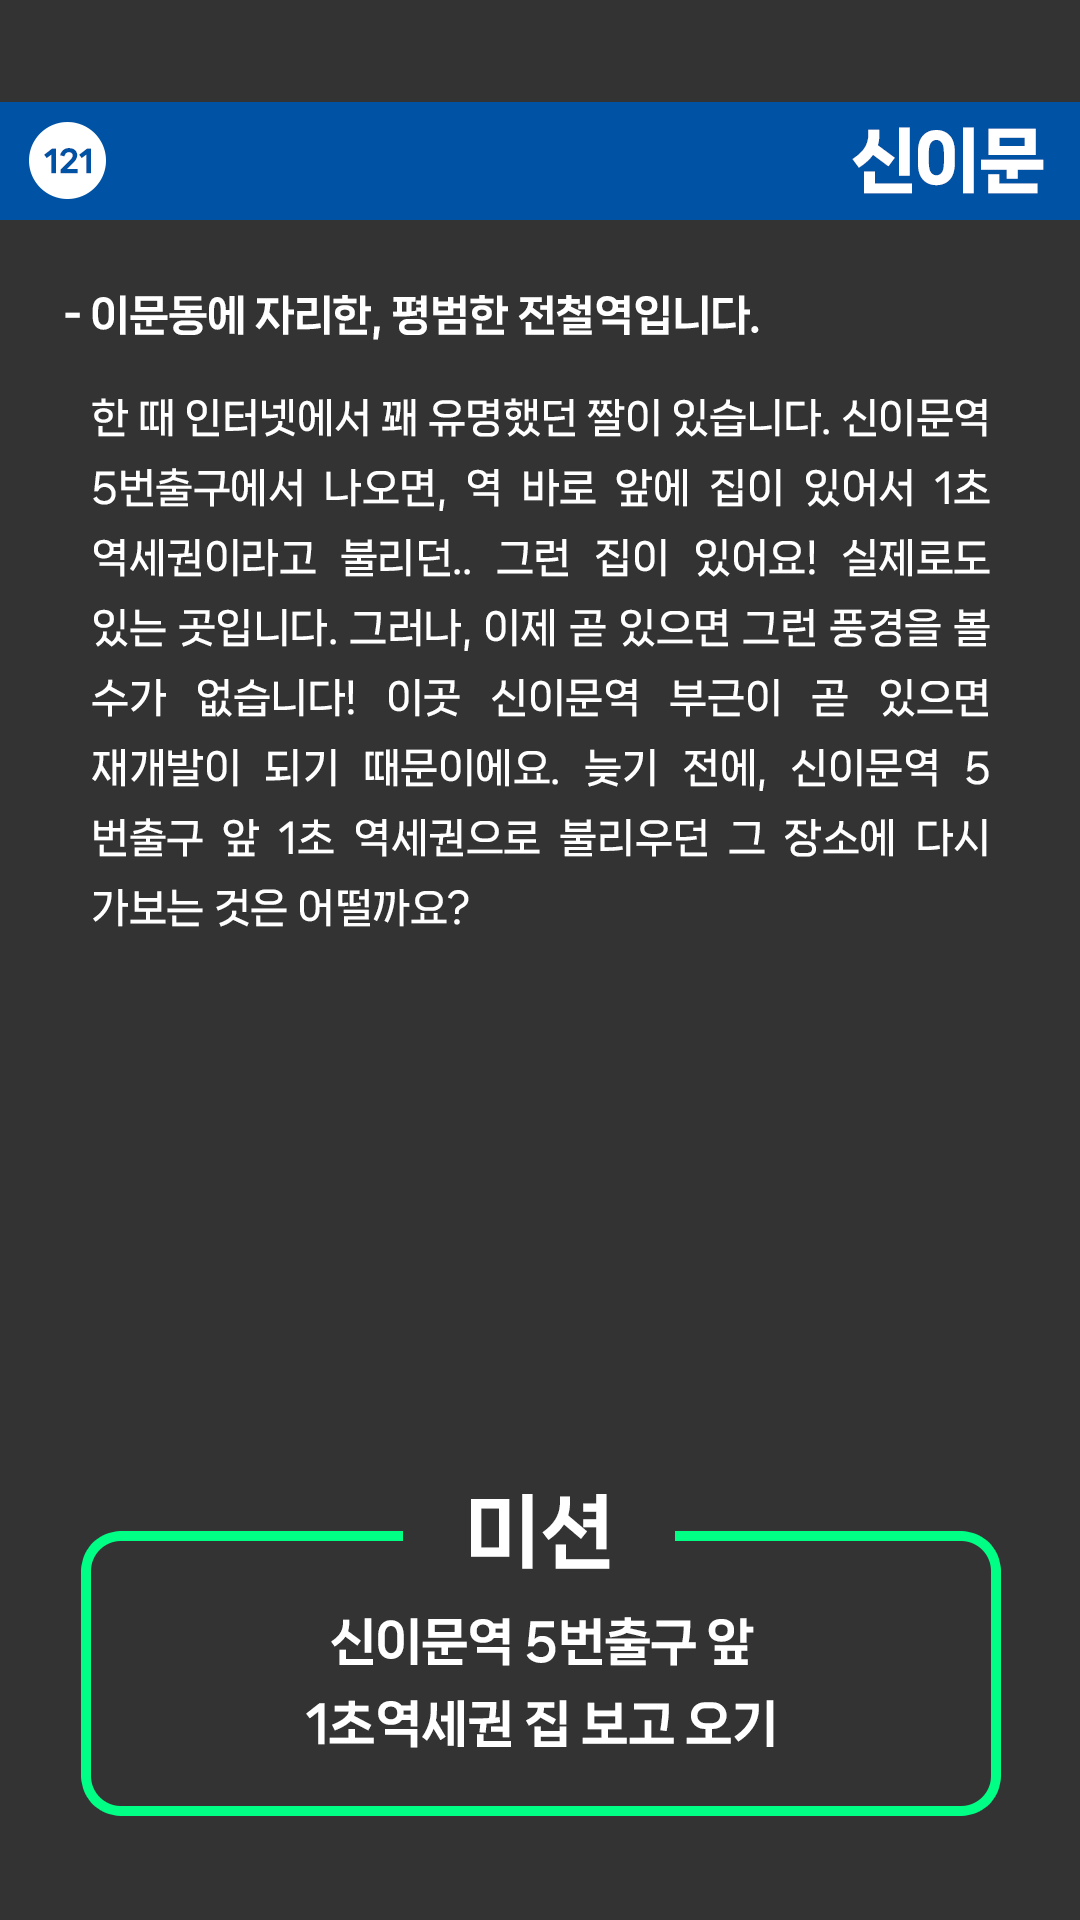 121
신이문
- 이문동에 자리한, 평범한 전철역입니다.
한 때 인터넷에서 꽤 유명했던 짤이 있습니다. 신이문역
5번출구에서 나오면, 역 바로 앞에 집이 있어서 1초
역세권이라고 불리던.. 그런 집이 있어요! 실제로도
있는 곳입니다. 그러나, 이제 곧 있으면 그런 풍경을 볼
수가 없습니다! 이곳 신이문역 부근이 곧 있으면
재개발이 되기 때문이에요. 늦기 전에, 신이문역 5
번출구 앞 1초 역세권으로 불리우던 그 장소에 다시
가보는 것은 어떨까요?
미션
신이문역 5번출구 앞
1초역세권 집 보고 오기